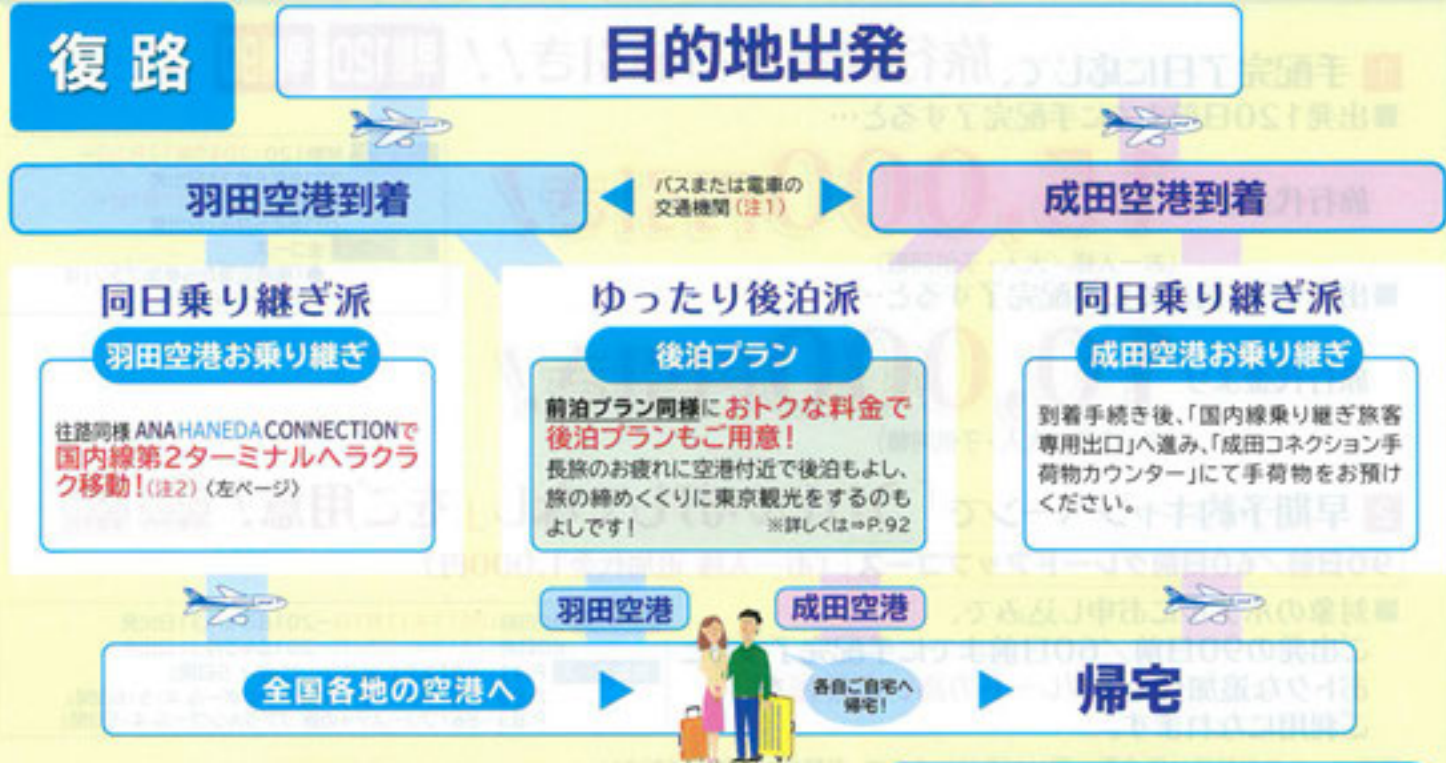 復路
目的地出発
羽田空港到着
バスまたは電車の
交通機関(注1)
成田空港到着
同日乗り継ぎ派
羽田空港お乗り継ぎ
往路同様ANA HANEDA CONNECTIONで
国内線第2ターミナルへラクラ
ク移動!(注2)〈左ページ〉
ゆったり後泊派
後泊プラン
前泊プラン同様におトクな料金で
後泊プランもご用意!
長旅のお疲れに空港付近で後泊もよし、
旅の締めくくりに東京観光をするのも
よしです!
※詳しくは⇒P.92
同日乗り継ぎ派
成田空港お乗り継ぎ
到着手続き後、「国内線乗り継ぎ旅客
専用出口」へ進み、「成田コネクション手
荷物カウンター」にて手荷物をお預け
ください。
羽田空港
成田空港
全国各地の空港へ
各自ご自宅へ
帰宅!
帰宅